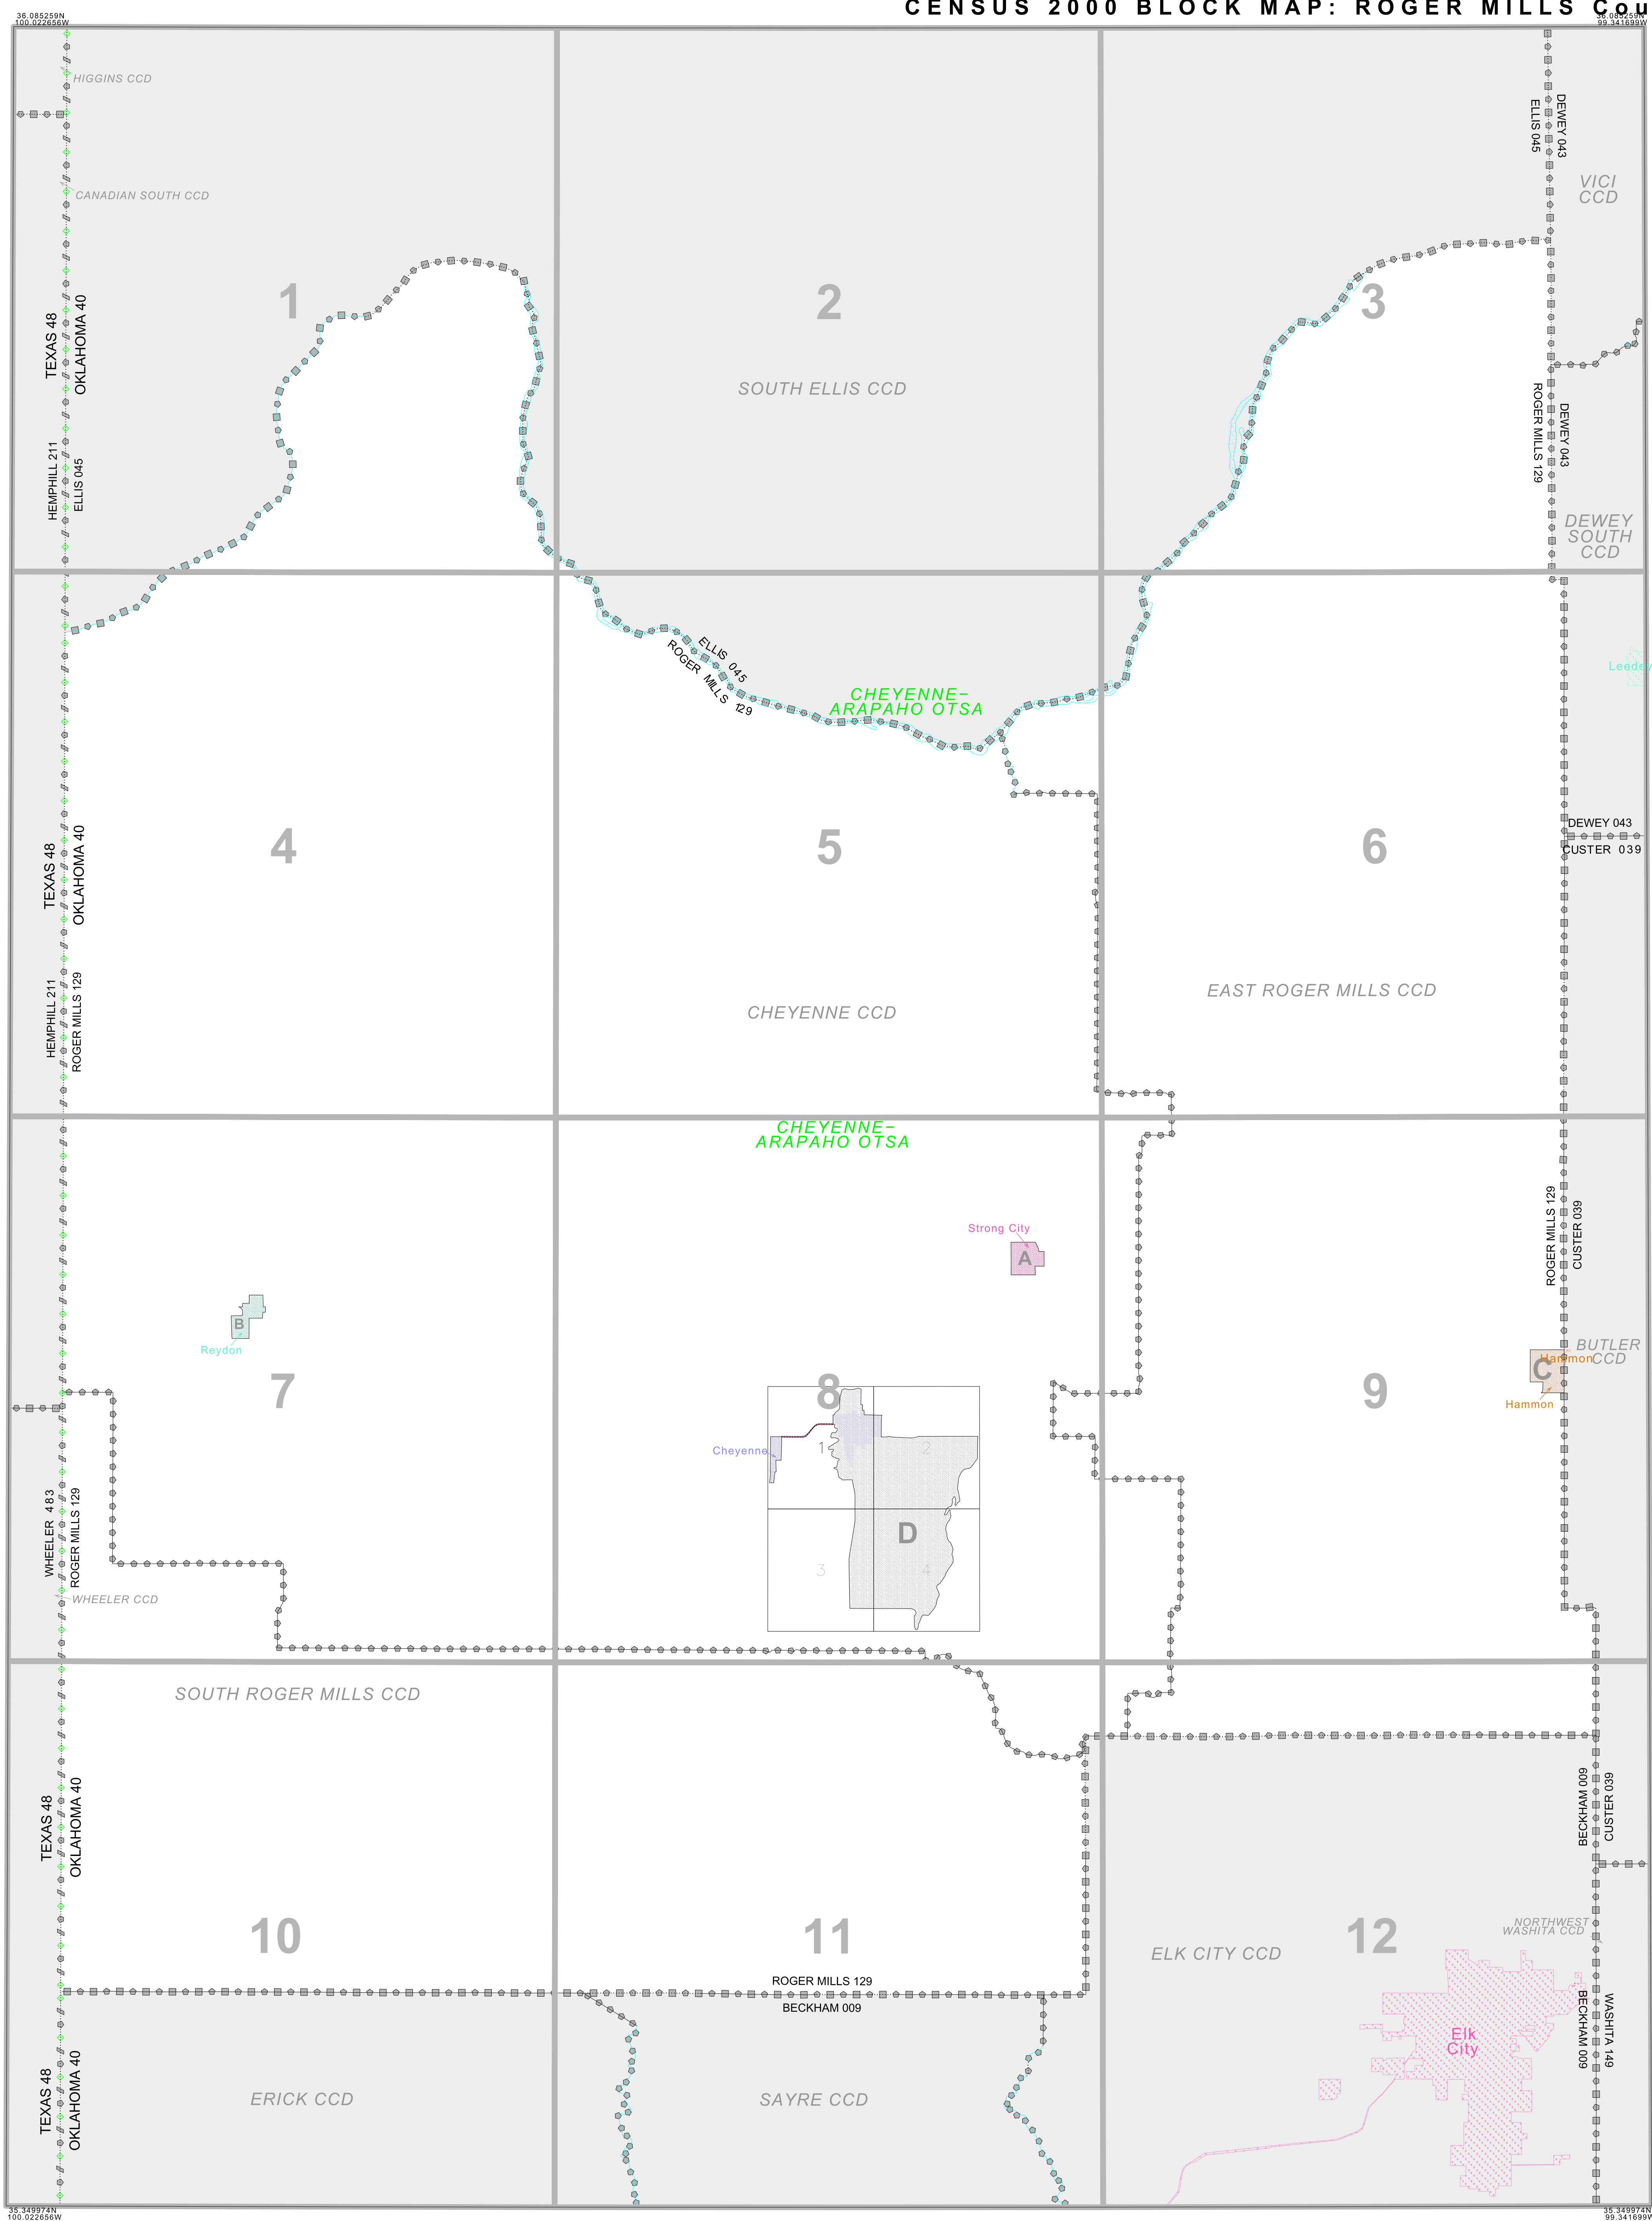 CENSUS 2000 BLOCK MAP: ROGER MILLS Cou
36.085259N
100.022656W
36.085259N
99.341699W
HIGGINS CCD
CANADIAN SOUTH CCD
ELLIS 045
DEWEY 043
VICI
CCD
1
2
3
TEXAS 48
OKLAHOMA 40
SOUTH ELLIS CCD
ROGER MILLS 129
DEWEY 043
HEMPHILL 211
ELLIS 045
DEWEY
SOUTH
CCD
ELLIS 045
ROGER MILLS 129
Leedey
CHEYENNE-
ARAPAHO OTSA
4
5
6
TEXAS 48
OKLAHOMA 40
DEWEY 043
CUSTER 039
HEMPHILL 211
ROGER MILLS 129
CHEYENNE CCD
EAST ROGER MILLS CCD
CHEYENNE-
ARAPAHO OTSA
Strong City
A
ROGER MILLS 129
CUSTER 039
B
Reydon
BUTLER
CCD
Hammon
C
Hammon
7
8
9
Cheyenne
1
2
D
3
4
WHEELER 483
ROGER MILLS 129
WHEELER CCD
SOUTH ROGER MILLS CCD
TEXAS 48
OKLAHOMA 40
BECKHAM 009
CUSTER 039
10
11
12
NORTHWEST
WASHITA CCD
ELK CITY CCD
ROGER MILLS 129
BECKHAM 009
Elk
City
BECKHAM 009
WASHITA 149
TEXAS 48
OKLAHOMA 40
ERICK CCD
SAYRE CCD
35.349974N
100.022656W
35.349974N
99.341699W